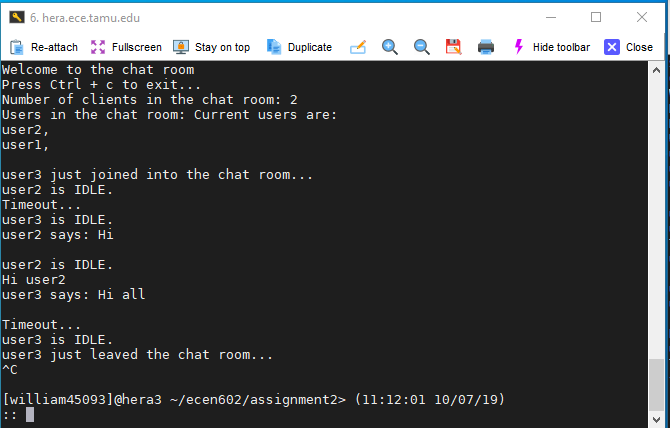 6. hera.ece.tamu.edu
Re-attach Fullscreen Stay on top Duplicate Hide toolbar Close
Welcome to the chat room
Press Ctrl + c to exit...
Number of clients in the chat room: 2
Users in the chat room: Current users are:
user2,
user1,
user3 just joined into the chat room...
user2 is IDLE.
Timeout...
user3 is IDLE.
user2 says: Hi
user2 is IDLE.
Hi user2
user3 says: Hi all
Timeout...
user3 is IDLE.
user3 just leaved the chat room...
^C
[william45093]@hera3 ~/ecen602/assignment2> (11:12:01 10/07/19)
::